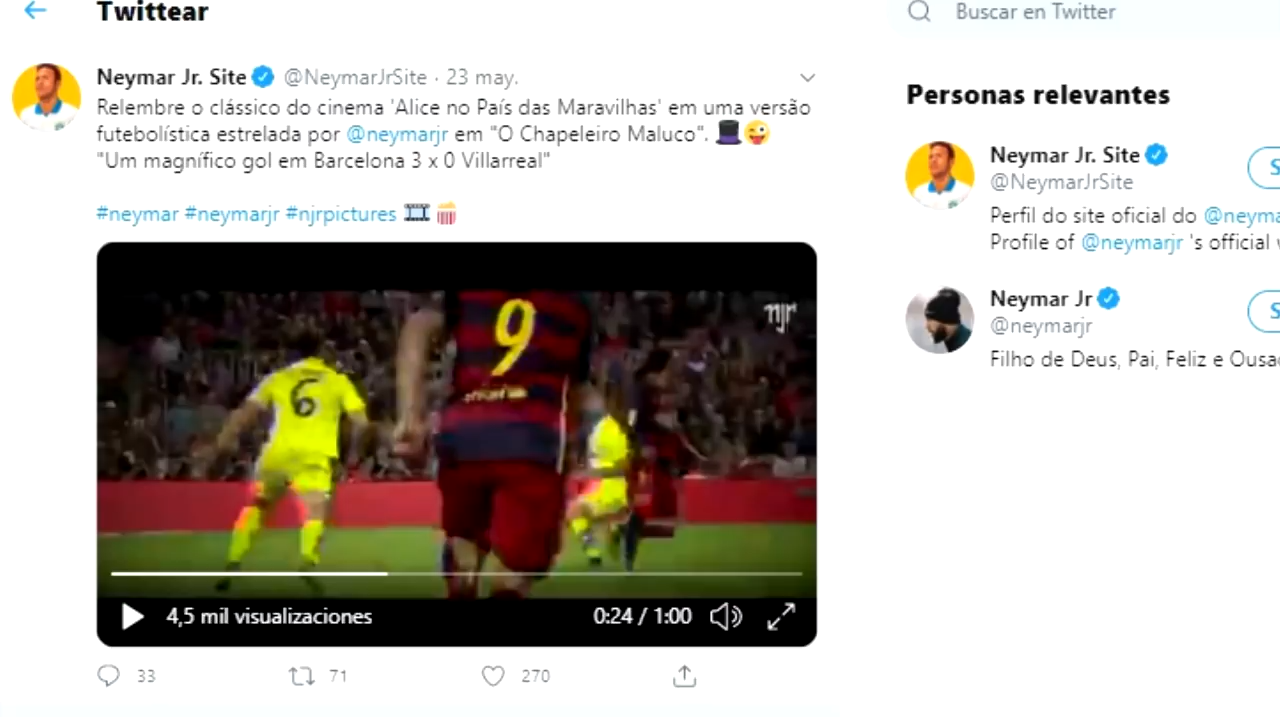 Twittear
Buscar en Twitter
Neymar Jr. Site @NeymarJrSite · 23 may.
Relembre o clássico do cinema 'Alice no País das Maravilhas' em uma versão
futebolística estrelada por @neymarjr em "O Chapeleiro Maluco". 🎩😜
"Um magnífico gol em Barcelona 3 x 0 Villarreal"
#neymar #neymarjr #njrpictures 🎞️🍿
9
6
njr
4,5 mil visualizaciones
0:24 / 1:00
33
71
270
Personas relevantes
Neymar Jr. Site
@NeymarJrSite
S
Perfil do site oficial do @neyma
Profile of @neymarjr 's official
Neymar Jr
@neymarjr
S
Filho de Deus, Pai, Feliz e Ousa